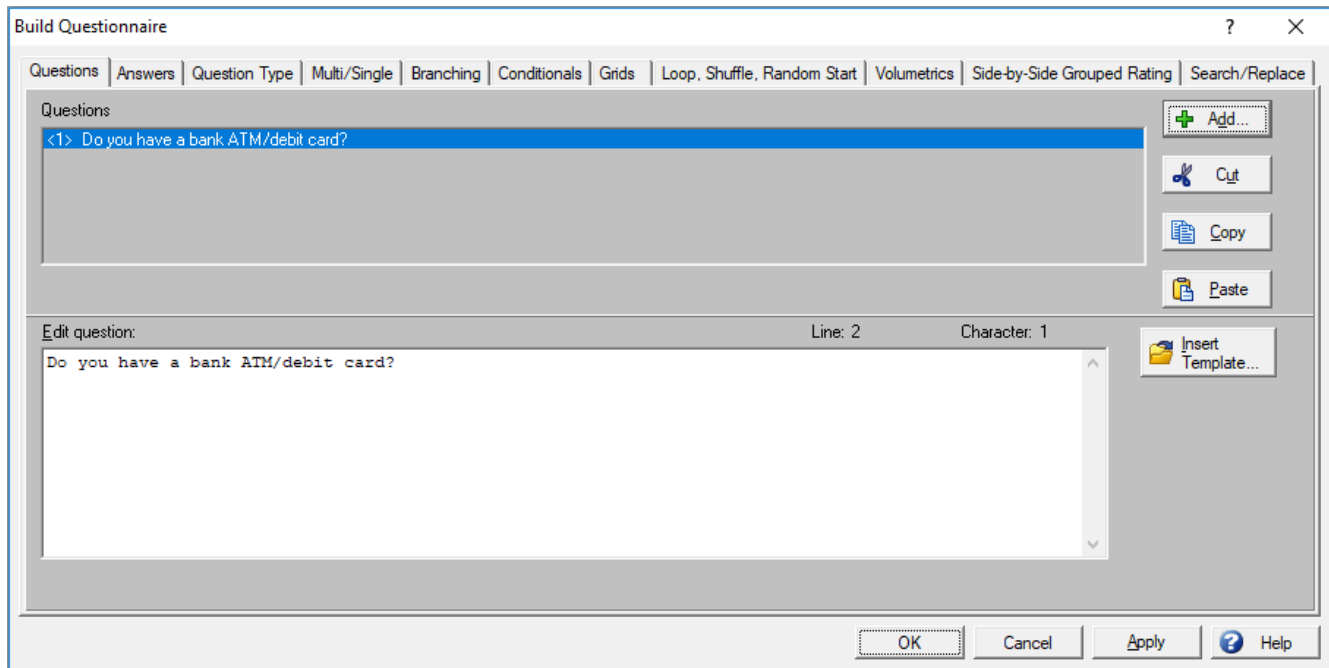 Build Questionnaire ? X
Questions Answers Question Type Multi/Single Branching Conditionals Grids Loop, Shuffle, Random Start Volumetrics Side-by-Side Grouped Rating Search/Replace
Questions
Add...
<1> Do you have a bank ATM/debit card?
Cut
Copy
Paste
Edit question: Line: 2 Character: 1
Insert
Template...
Do you have a bank ATM/debit card?
OK Cancel Apply ? Help